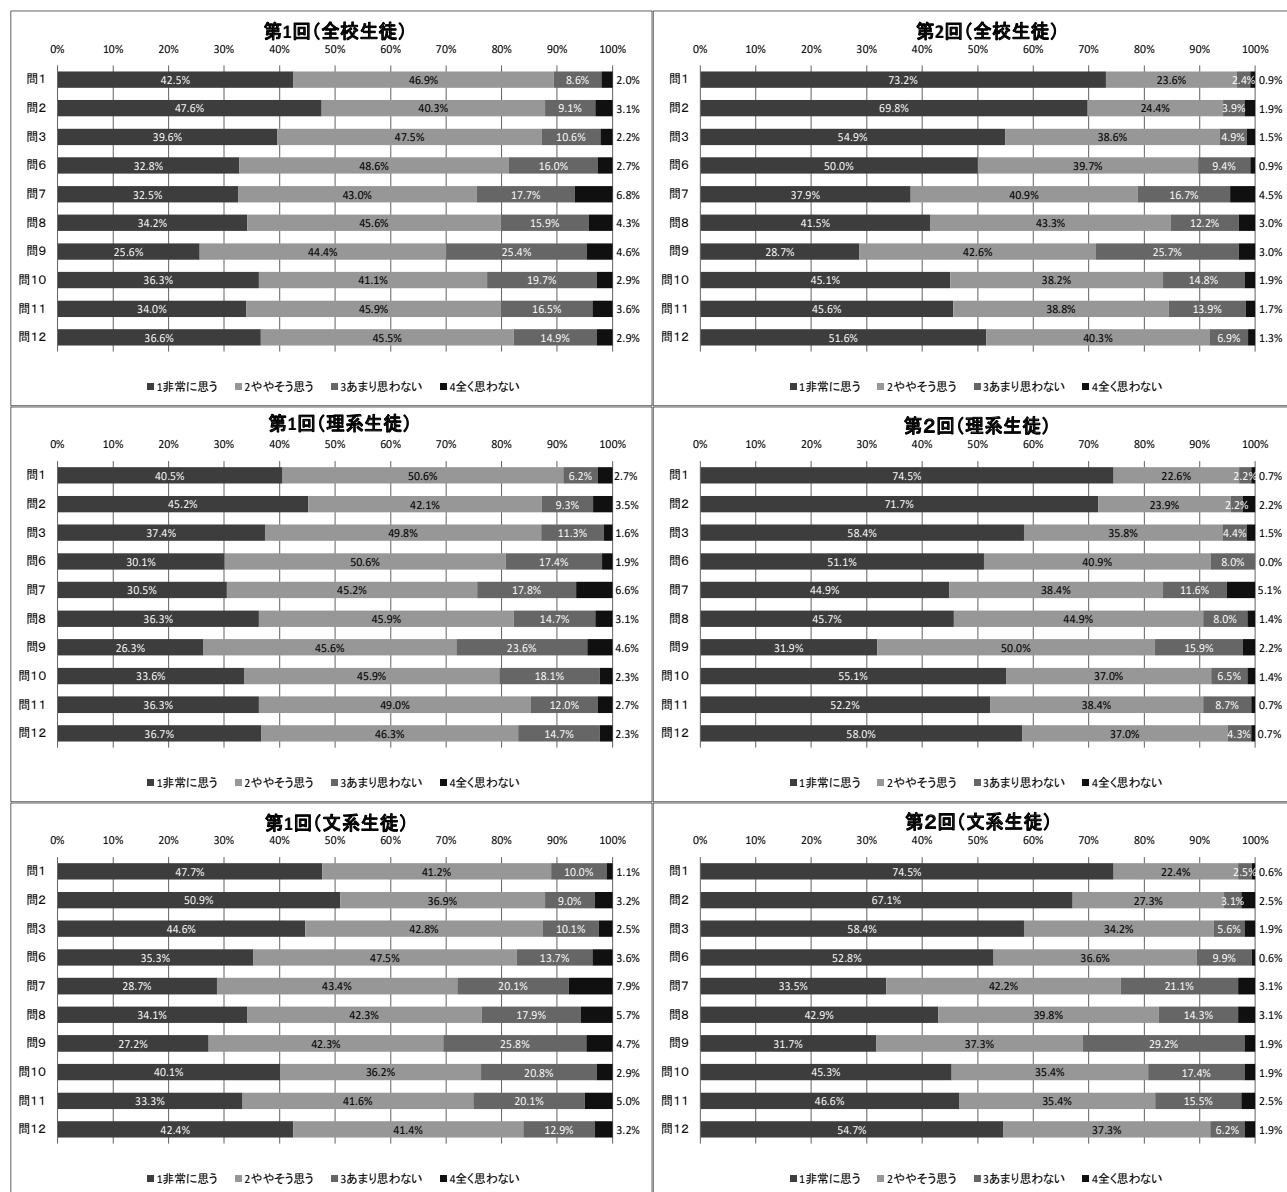 第1回(全校生徒)
0% 10% 20% 30% 40% 50% 60% 70% 80% 90% 100%
問1 42.5% 46.9% 8.6% 2.0%
問2 47.6% 40.3% 9.1% 3.1%
問3 39.6% 47.5% 10.6% 2.2%
問6 32.8% 48.6% 16.0% 2.7%
問7 32.5% 43.0% 17.7% 6.8%
問8 34.2% 45.6% 15.9% 4.3%
問9 25.6% 44.4% 25.4% 4.6%
問10 36.3% 41.1% 19.7% 2.9%
問11 34.0% 45.9% 16.5% 3.6%
問12 36.6% 45.5% 14.9% 2.9%
■1非常に思う ■2ややそう思う ■3あまり思わない ■4全く思わない
第2回(全校生徒)
0% 10% 20% 30% 40% 50% 60% 70% 80% 90% 100%
問1 73.2% 23.6% 2.4% 0.9%
問2 69.8% 24.4% 3.9% 1.9%
問3 54.9% 38.6% 4.9% 1.5%
問6 50.0% 39.7% 9.4% 0.9%
問7 37.9% 40.9% 16.7% 4.5%
問8 41.5% 43.3% 12.2% 3.0%
問9 28.7% 42.6% 25.7% 3.0%
問10 45.1% 38.2% 14.8% 1.9%
問11 45.6% 38.8% 13.9% 1.7%
問12 51.6% 40.3% 6.9% 1.3%
■1非常に思う ■2ややそう思う ■3あまり思わない ■4全く思わない
第1回(理系生徒)
0% 10% 20% 30% 40% 50% 60% 70% 80% 90% 100%
問1 40.5% 50.6% 6.2% 2.7%
問2 45.2% 42.1% 9.3% 3.5%
問3 37.4% 49.8% 11.3% 1.6%
問6 30.1% 50.6% 17.4% 1.9%
問7 30.5% 45.2% 17.8% 6.6%
問8 36.3% 45.9% 14.7% 3.1%
問9 26.3% 45.6% 23.6% 4.6%
問10 33.6% 45.9% 18.1% 2.3%
問11 36.3% 49.0% 12.0% 2.7%
問12 36.7% 46.3% 14.7% 2.3%
■1非常に思う ■2ややそう思う ■3あまり思わない ■4全く思わない
第2回(理系生徒)
0% 10% 20% 30% 40% 50% 60% 70% 80% 90% 100%
問1 74.5% 22.6% 2.2% 0.7%
問2 71.7% 23.9% 2.2% 2.2%
問3 58.4% 35.8% 4.4% 1.5%
問6 51.1% 40.9% 8.0% 0.0%
問7 44.9% 38.4% 11.6% 5.1%
問8 45.7% 44.9% 8.0% 1.4%
問9 31.9% 50.0% 15.9% 2.2%
問10 55.1% 37.0% 6.5% 1.4%
問11 52.2% 38.4% 8.7% 0.7%
問12 58.0% 37.0% 4.3% 0.7%
■1非常に思う ■2ややそう思う ■3あまり思わない ■4全く思わない
第1回(文系生徒)
0% 10% 20% 30% 40% 50% 60% 70% 80% 90% 100%
問1 47.7% 41.2% 10.0% 1.1%
問2 50.9% 36.9% 9.0% 3.2%
問3 44.6% 42.8% 10.1% 2.5%
問6 35.3% 47.5% 13.7% 3.6%
問7 28.7% 43.4% 20.1% 7.9%
問8 34.1% 42.3% 17.9% 5.7%
問9 27.2% 42.3% 25.8% 4.7%
問10 40.1% 36.2% 20.8% 2.9%
問11 33.3% 41.6% 20.1% 5.0%
問12 42.4% 41.4% 12.9% 3.2%
■1非常に思う ■2ややそう思う ■3あまり思わない ■4全く思わない
第2回(文系生徒)
0% 10% 20% 30% 40% 50% 60% 70% 80% 90% 100%
問1 74.5% 22.4% 2.5% 0.6%
問2 67.1% 27.3% 3.1% 2.5%
問3 58.4% 34.2% 5.6% 1.9%
問6 52.8% 36.6% 9.9% 0.6%
問7 33.5% 42.2% 21.1% 3.1%
問8 42.9% 39.8% 14.3% 3.1%
問9 31.7% 37.3% 29.2% 1.9%
問10 45.3% 35.4% 17.4% 1.9%
問11 46.6% 35.4% 15.5% 2.5%
問12 54.7% 37.3% 6.2% 1.9%
■1非常に思う ■2ややそう思う ■3あまり思わない ■4全く思わない